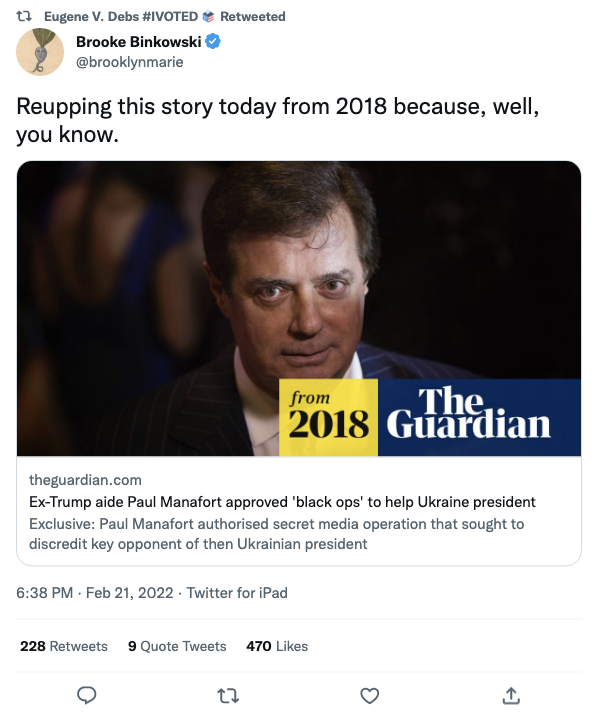 Eugene V. Debs #IVOTED Retweeted
Brooke Binkowski
@brooklynmarie
Reupping this story today from 2018 because, well,
you know.
from
2018
The
Guardian
theguardian.com
Ex-Trump aide Paul Manafort approved 'black ops' to help Ukraine president
Exclusive: Paul Manafort authorised secret media operation that sought to
discredit key opponent of then Ukrainian president
6:38 PM · Feb 21, 2022 · Twitter for iPad
228 Retweets 9 Quote Tweets 470 Likes